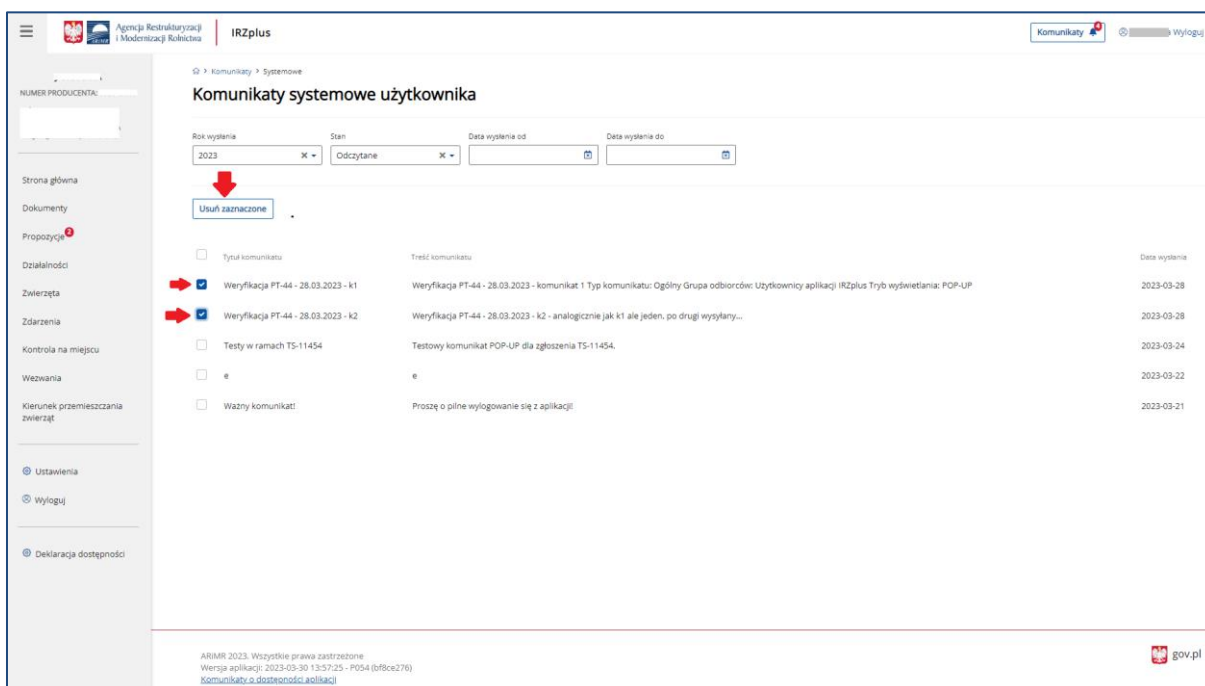 Agencja Restrukturyzacji
i Modernizacji Rolnictwa
ARiMR
IRZplus
Komunikaty 4
Wyloguj
NUMER PRODUCENTA:
Komunikaty > Systemowe
Komunikaty systemowe użytkownika
Rok wysłania Stan Data wysłania od Data wysłania do
2023 Odczytane
Usuń zaznaczone
Strona główna
Dokumenty
Propozycje 2
Działalności
Zwierzęta
Zdarzenia
Kontrola na miejscu
Wezwania
Kierunek przemieszczania
zwierząt
Ustawienia
Wyloguj
Deklaracja dostępności
Tytuł komunikatu Treść komunikatu Data wysłania
Weryfikacja PT-44 - 28.03.2023 - k1 Weryfikacja PT-44 - 28.03.2023 - komunikat 1 Typ komunikatu: Ogólny Grupa odbiorców: Użytkownicy aplikacji IRZplus Tryb wyświetlania: POP-UP 2023-03-28
Weryfikacja PT-44 - 28.03.2023 - k2 Weryfikacja PT-44 - 28.03.2023 - k2 - analogicznie jak k1 ale jeden, po drugi wysyłany... 2023-03-28
Testy w ramach TS-11454 Testowy komunikat POP-UP dla zgłoszenia TS-11454. 2023-03-24
e e 2023-03-22
Ważny komunikat! Proszę o pilne wylogowanie się z aplikacji! 2023-03-21
ARiMR 2023. Wszystkie prawa zastrzeżone
Wersja aplikacji: 2023-03-30 13:57:25 - P054 (bf8ce276)
Komunikaty o dostępności aplikacji
gov.pl